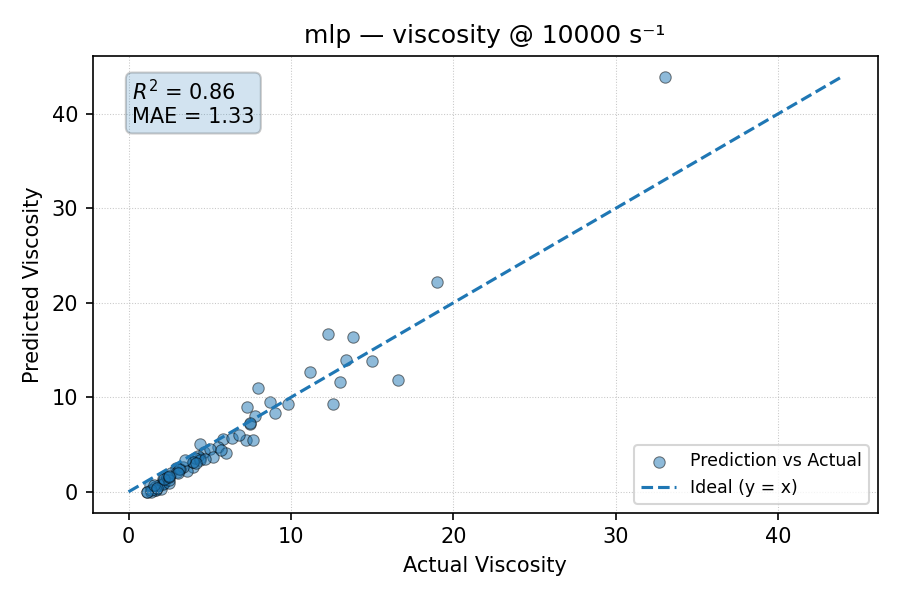 mlp — viscosity @ 10000 s⁻¹
R² = 0.86
MAE = 1.33
Predicted Viscosity
40
30
20
10
0
0 10 20 30 40
Actual Viscosity
Prediction vs Actual
Ideal (y = x)